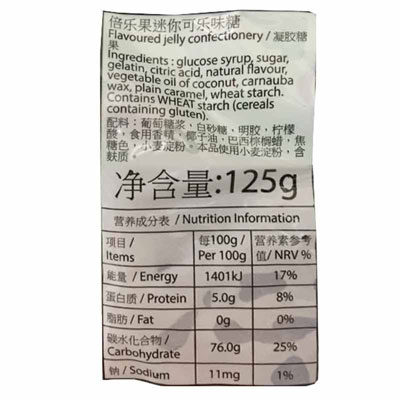 倍乐果迷你可乐味糖
Flavoured jelly confectionery / 凝胶糖
果
Ingredients : glucose syrup, sugar,
gelatin, citric acid, natural flavour,
vegetable oil of coconut, carnauba
wax, plain caramel, wheat starch.
Contains WHEAT starch (cereals
containing gluten).
配料：葡萄糖浆，白砂糖，明胶，柠檬
酸，食用香精，椰子油，巴西棕榈蜡，焦
糖色，小麦淀粉。本品使用小麦淀粉，含
麸质
净含量:125g
营养成分表 / Nutrition Information
项目 / Items 每100g / Per 100g 营养素参考值/ NRV %
能量 / Energy 1401kJ 17%
蛋白质 / Protein 5.0g 8%
脂肪 / Fat 0g 0%
碳水化合物 / Carbohydrate 76.0g 25%
钠 / Sodium 11mg 1%